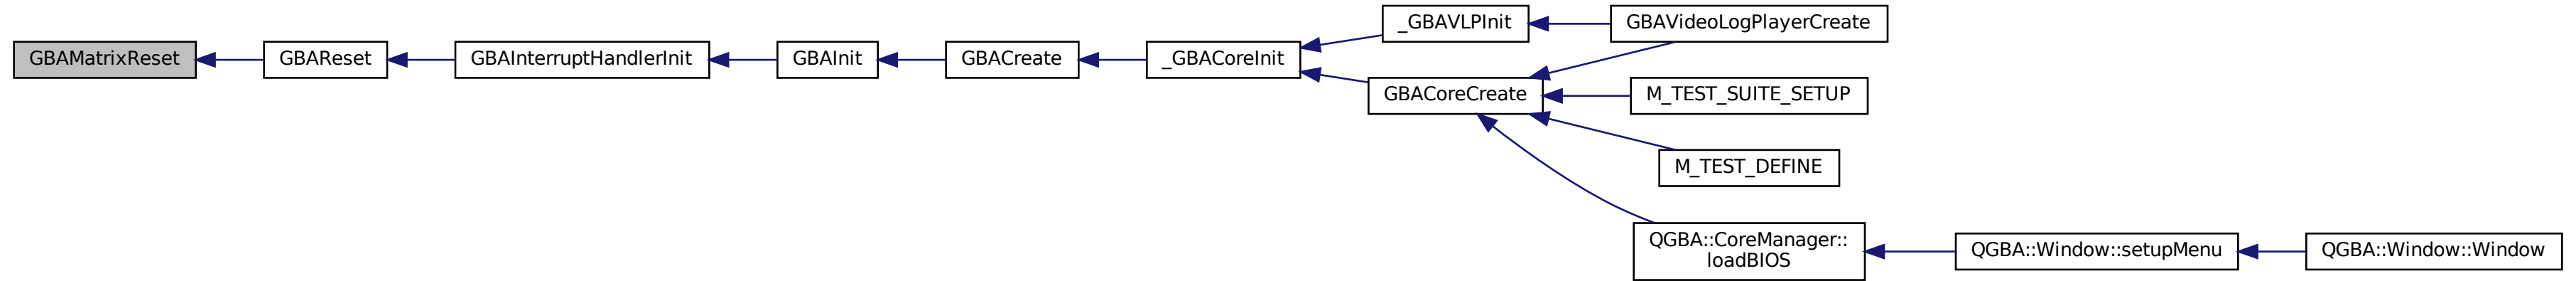 GBAMatrixReset
GBAReset
GBAInterruptHandlerInit
GBAInit
GBACreate
_GBACoreInit
_GBAVLPInit
GBAVideoLogPlayerCreate
GBACoreCreate
M_TEST_SUITE_SETUP
M_TEST_DEFINE
QGBA::CoreManager::
loadBIOS
QGBA::Window::setupMenu
QGBA::Window::Window